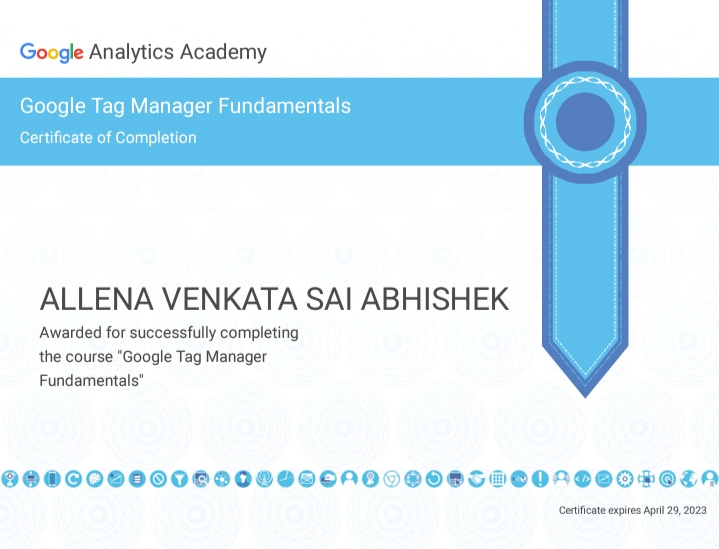 Google Analytics Academy
Google Tag Manager Fundamentals
Certificate of Completion
ALLENA VENKATA SAI ABHISHEK
Awarded for successfully completing
the course "Google Tag Manager
Fundamentals"
Certificate expires April 29, 2023